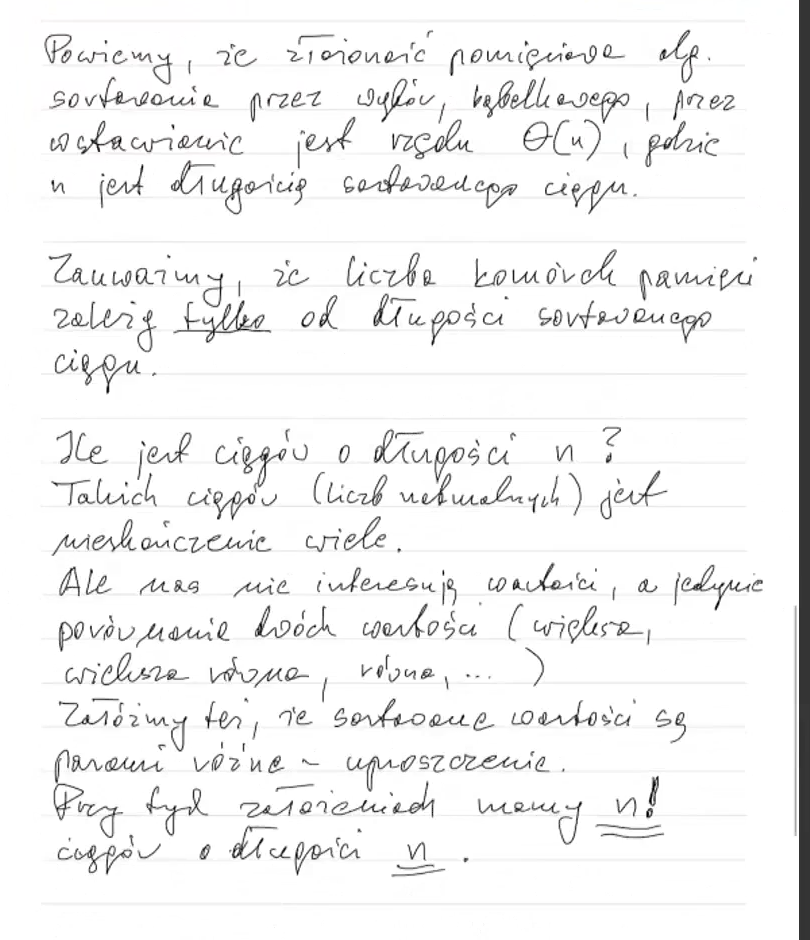 Powiemy, że złożoność pamięciowa alg.
sortowania przez wybór, bąbelkowego, przez
wstawianie jest rzędu Θ(n), gdzie
n jest długością sortowanego ciągu.
Zauważmy, że liczba komórek pamięci
zależy tylko od długości sortowanego
ciągu.
Ile jest ciągów o długości n?
Takich ciągów (liczb naturalnych) jest
nieskończenie wiele.
Ale nas nie interesują wartości, a jedynie
porównanie dwóch wartości (większa,
większa równa, równa, ... )
Załóżmy też, że sortowane wartości są
parami różne - uproszczenie.
Przy tych założeniach mamy n!
ciągów o długości n.